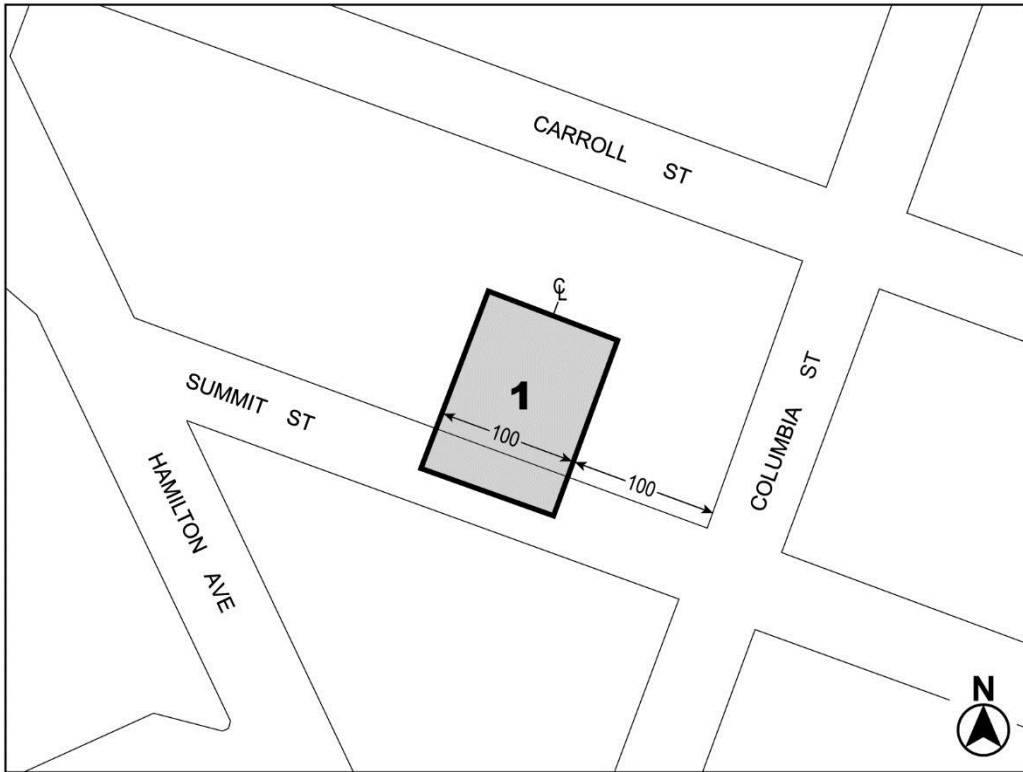 CARROLL ST
℄
1
100
100
SUMMIT ST
COLUMBIA ST
HAMILTON AVE
N